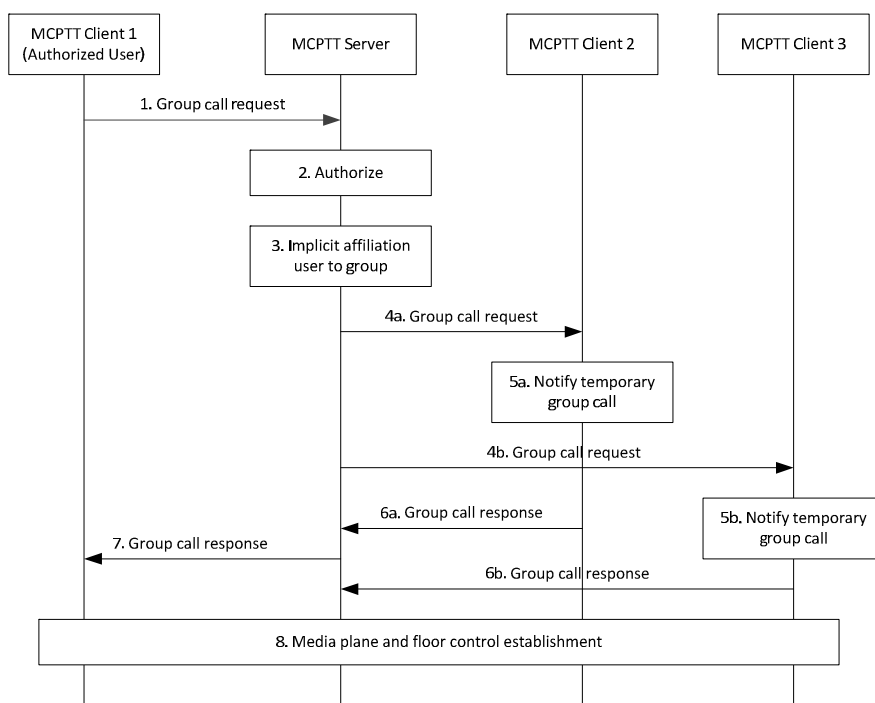 MCPTT Client 1
(Authorized User)
MCPTT Server
MCPTT Client 2
MCPTT Client 3
1. Group call request
2. Authorize
3. Implicit affiliation
user to group
4a. Group call request
5a. Notify temporary
group call
4b. Group call request
6a. Group call response
5b. Notify temporary
group call
7. Group call response
6b. Group call response
8. Media plane and floor control establishment